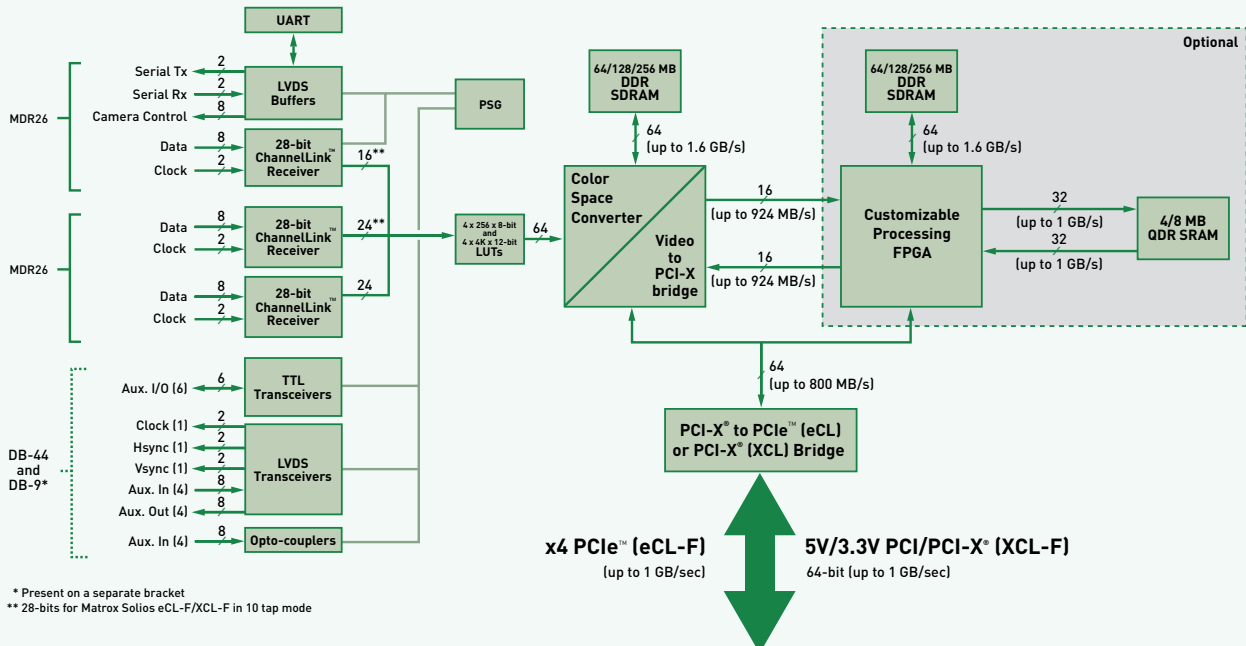 UART
Optional
Serial Tx
2
Serial Rx
2
Camera Control
8
LVDS
Buffers
MDR26
PSG
Data
8
Clock
2
28-bit
ChannelLink™
Receiver
16**
MDR26
Data
8
Clock
2
28-bit
ChannelLink™
Receiver
24**
Data
8
Clock
2
28-bit
ChannelLink™
Receiver
24
4 x 256 x 8-bit
and
4 x 4K x 12-bit
LUTs
64
64/128/256 MB
DDR
SDRAM
64
(up to 1.6 GB/s)
Color
Space
Converter
Video
to
PCI-X
bridge
16
(up to 924 MB/s)
16
(up to 924 MB/s)
64/128/256 MB
DDR
SDRAM
64
(up to 1.6 GB/s)
Customizable
Processing
FPGA
32
(up to 1 GB/s)
32
(up to 1 GB/s)
4/8 MB
QDR SRAM
64
(up to 800 MB/s)
PCI-X® to PCIe™ (eCL)
or PCI-X® (XCL) Bridge
DB-44
and
DB-9*
Aux. I/O (6)
6
TTL
Transceivers
Clock (1)
2
Hsync (1)
2
Vsync (1)
2
Aux. In (4)
8
Aux. Out (4)
8
LVDS
Transceivers
Aux. In (4)
8
Opto-couplers
x4 PCIe™ (eCL-F)
(up to 1 GB/sec)
5V/3.3V PCI/PCI-X® (XCL-F)
64-bit (up to 1 GB/sec)
* Present on a separate bracket
** 28-bits for Matrox Solios eCL-F/XCL-F in 10 tap mode